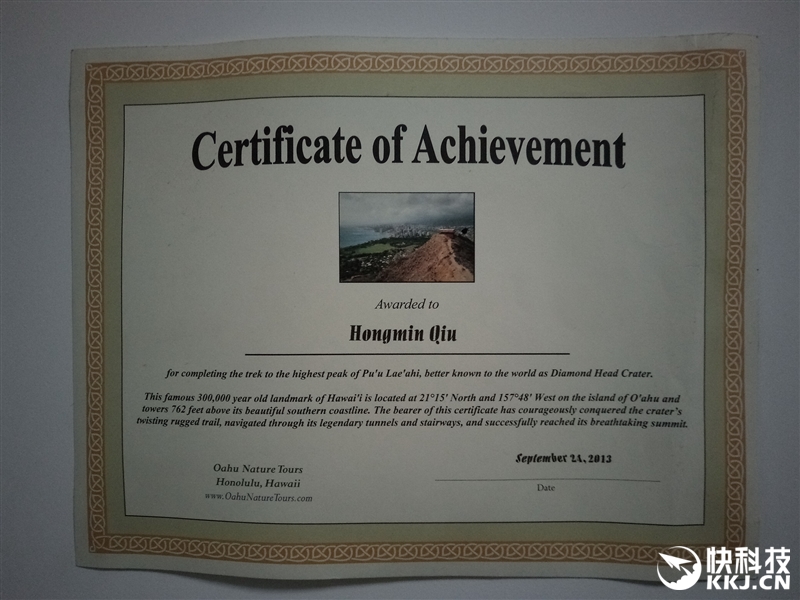 Certificate of Achievement
Awarded to
Hongmin Qiu
for completing the trek to the highest peak of Pu'u Lae'ahi, better known to the world as Diamond Head Crater.
This famous 300,000 year old landmark of Hawai'i is located at 21°15' North and 157°48' West on the island of O'ahu and
towers 762 feet above its beautiful southern coastline. The bearer of this certificate has courageously conquered the crater's
twisting rugged trail, navigated through its legendary tunnels and stairways, and successfully reached its breathtaking summit.
Oahu Nature Tours
Honolulu, Hawaii
www.OahuNatureTours.com
September 24, 2013
Date
快科技
KKJ.CN